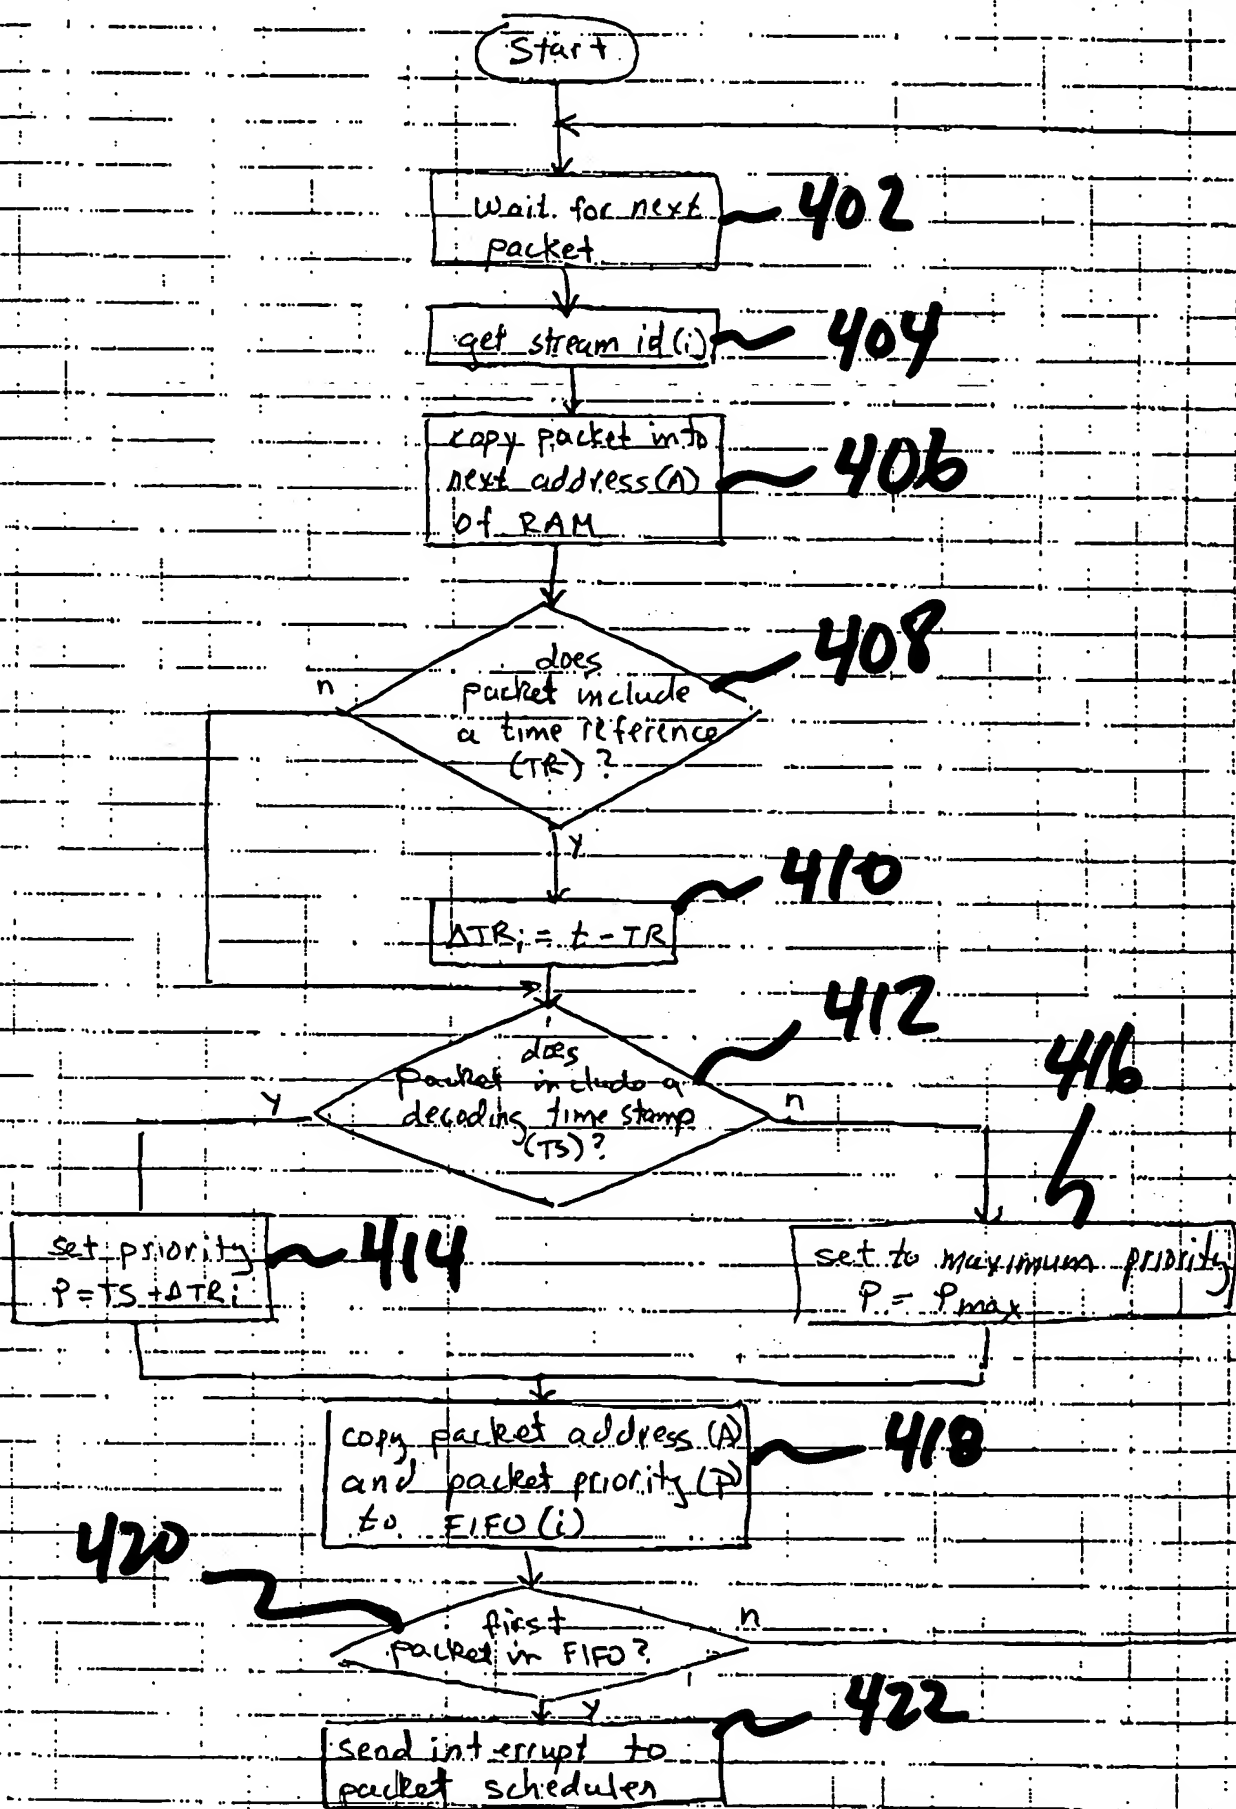 Start
Wait for next
packet
402
get stream id (i)
404
copy packet into
next address (A)
of RAM
406
does
packet include
a time reference
(TR) ?
408
n
y
410
ΔTRi = t - TR
412
does
packet include a
decoding time stamp
(TS)?
y
n
416
set priority
P = TS + ΔTRi
414
set to maximum priority
P = Pmax
copy packet address (A)
and packet priority (P)
to FIFO (i)
418
420
first
packet in FIFO?
n
y
422
send interrupt to
packet scheduler